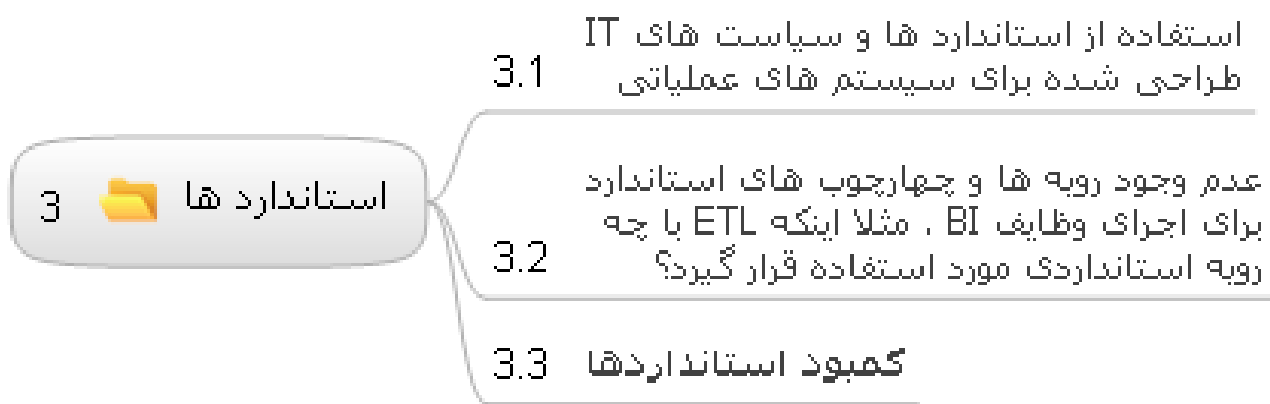 3 استاندارد ها
3.1 استفاده از استاندارد ها و سیاست های IT
طراحی شده برای سیستم های عملیاتی
3.2 عدم وجود رویه ها و چهارچوب های استاندارد
برای اجرای وظایف BI ، مثلا اینکه ETL با چه
رویه استانداردی مورد استفاده قرار گیرد؟
3.3 کمبود استانداردها